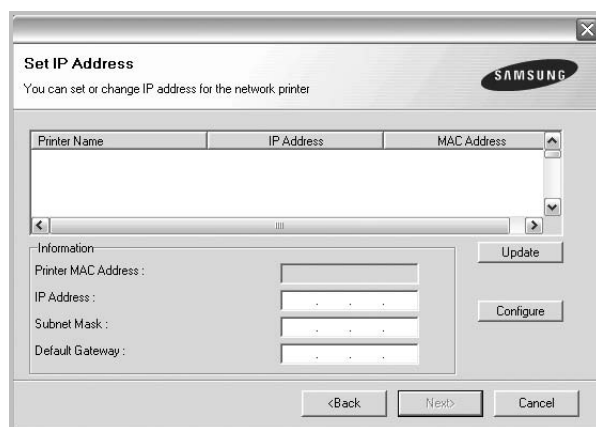 Set IP Address
You can set or change IP address for the network printer
SAMSUNG
Printer Name IP Address MAC Address
Information
Printer MAC Address :
IP Address :
Subnet Mask :
Default Gateway :
Update
Configure
<Back Next> Cancel